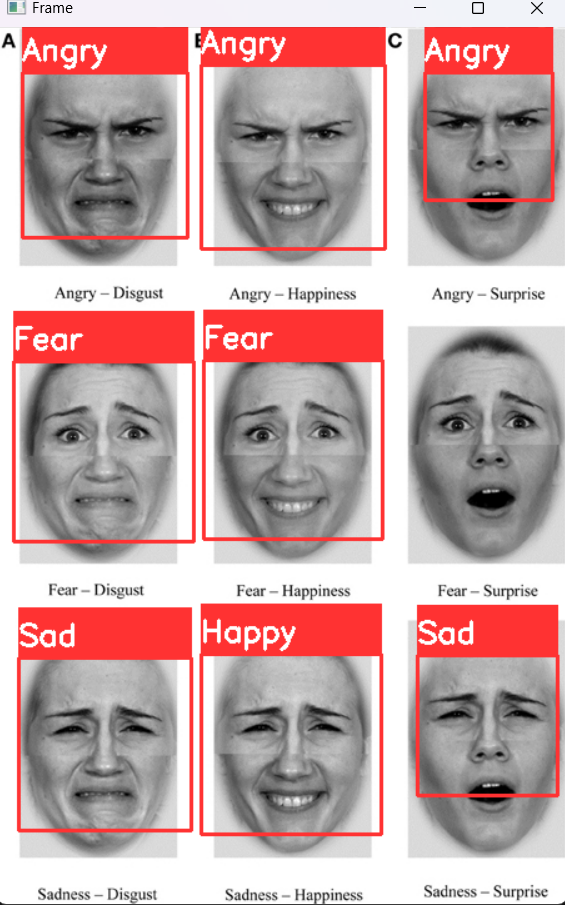 Frame
A B C
Angry Angry Angry
Angry – Disgust Angry – Happiness Angry – Surprise
Fear Fear
Fear – Disgust Fear – Happiness Fear – Surprise
Sad Happy Sad
Sadness – Disgust Sadness – Happiness Sadness – Surprise